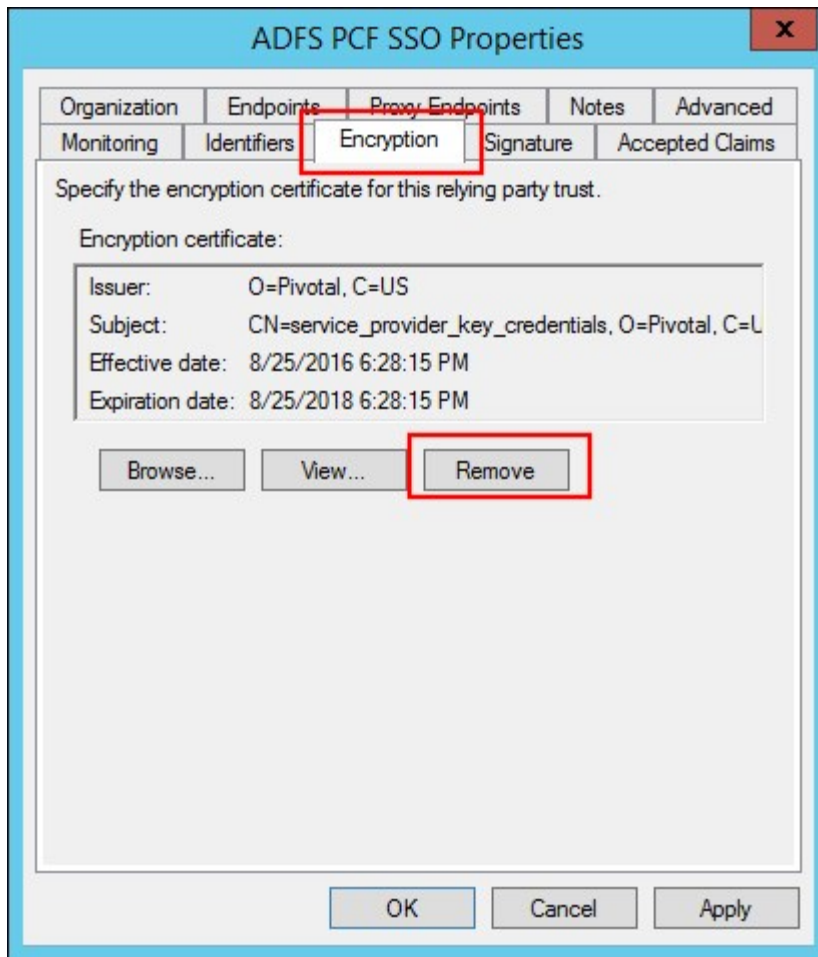 ADFS PCF SSO Properties
x
Organization Endpoints Proxy Endpoints Notes Advanced
Monitoring Identifiers Encryption Signature Accepted Claims
Specify the encryption certificate for this relying party trust.
Encryption certificate:
Issuer: O=Pivotal, C=US
Subject: CN=service_provider_key_credentials, O=Pivotal, C=U
Effective date: 8/25/2016 6:28:15 PM
Expiration date: 8/25/2018 6:28:15 PM
Browse... View... Remove
OK Cancel Apply